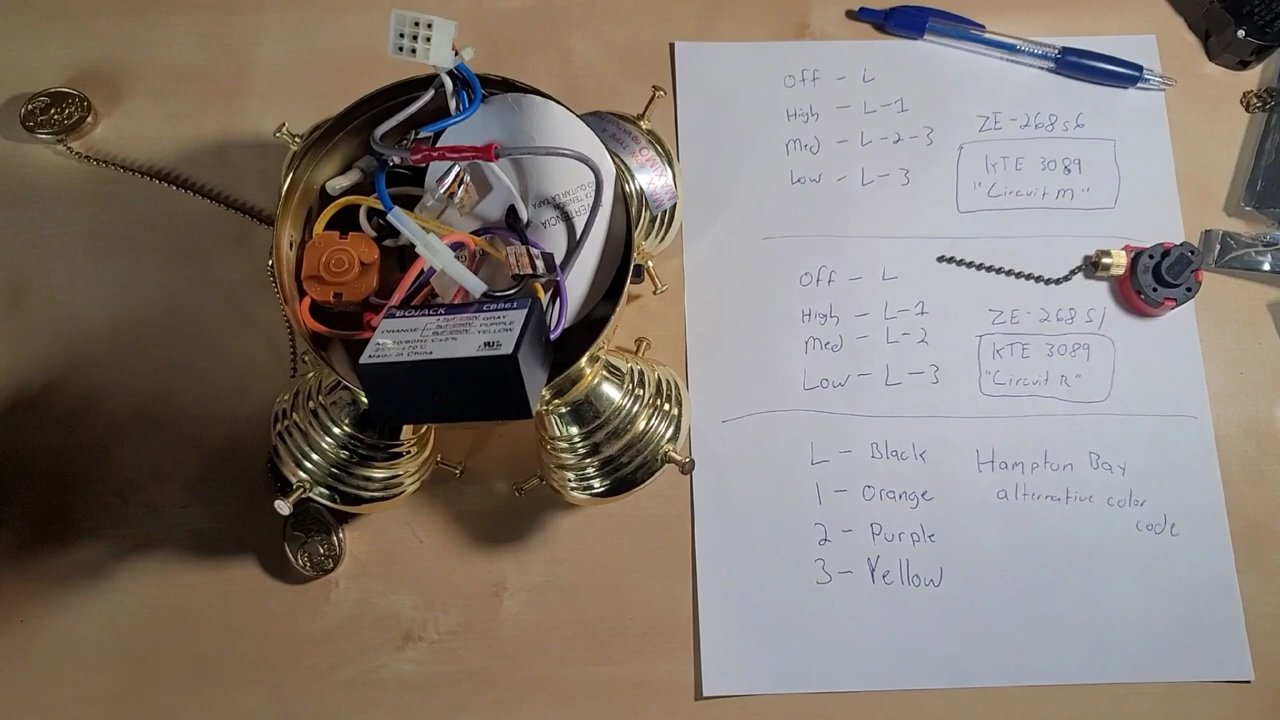 Off - L
High - L-1
Med - L-2-3
Low - L-3
ZE-268s6
KTE 3089
"Circuit M"
Off - L
High - L-1
Med - L-2
Low - L-3
ZE-268 S1
KTE 3089
"Circuit R"
L - Black
1 - Orange
2 - Purple
3 - Yellow
Hampton Bay
alternative color
code
BOJACK CBB61
ORANGE
GRAY
PURPLE
YELLOW
Made in China